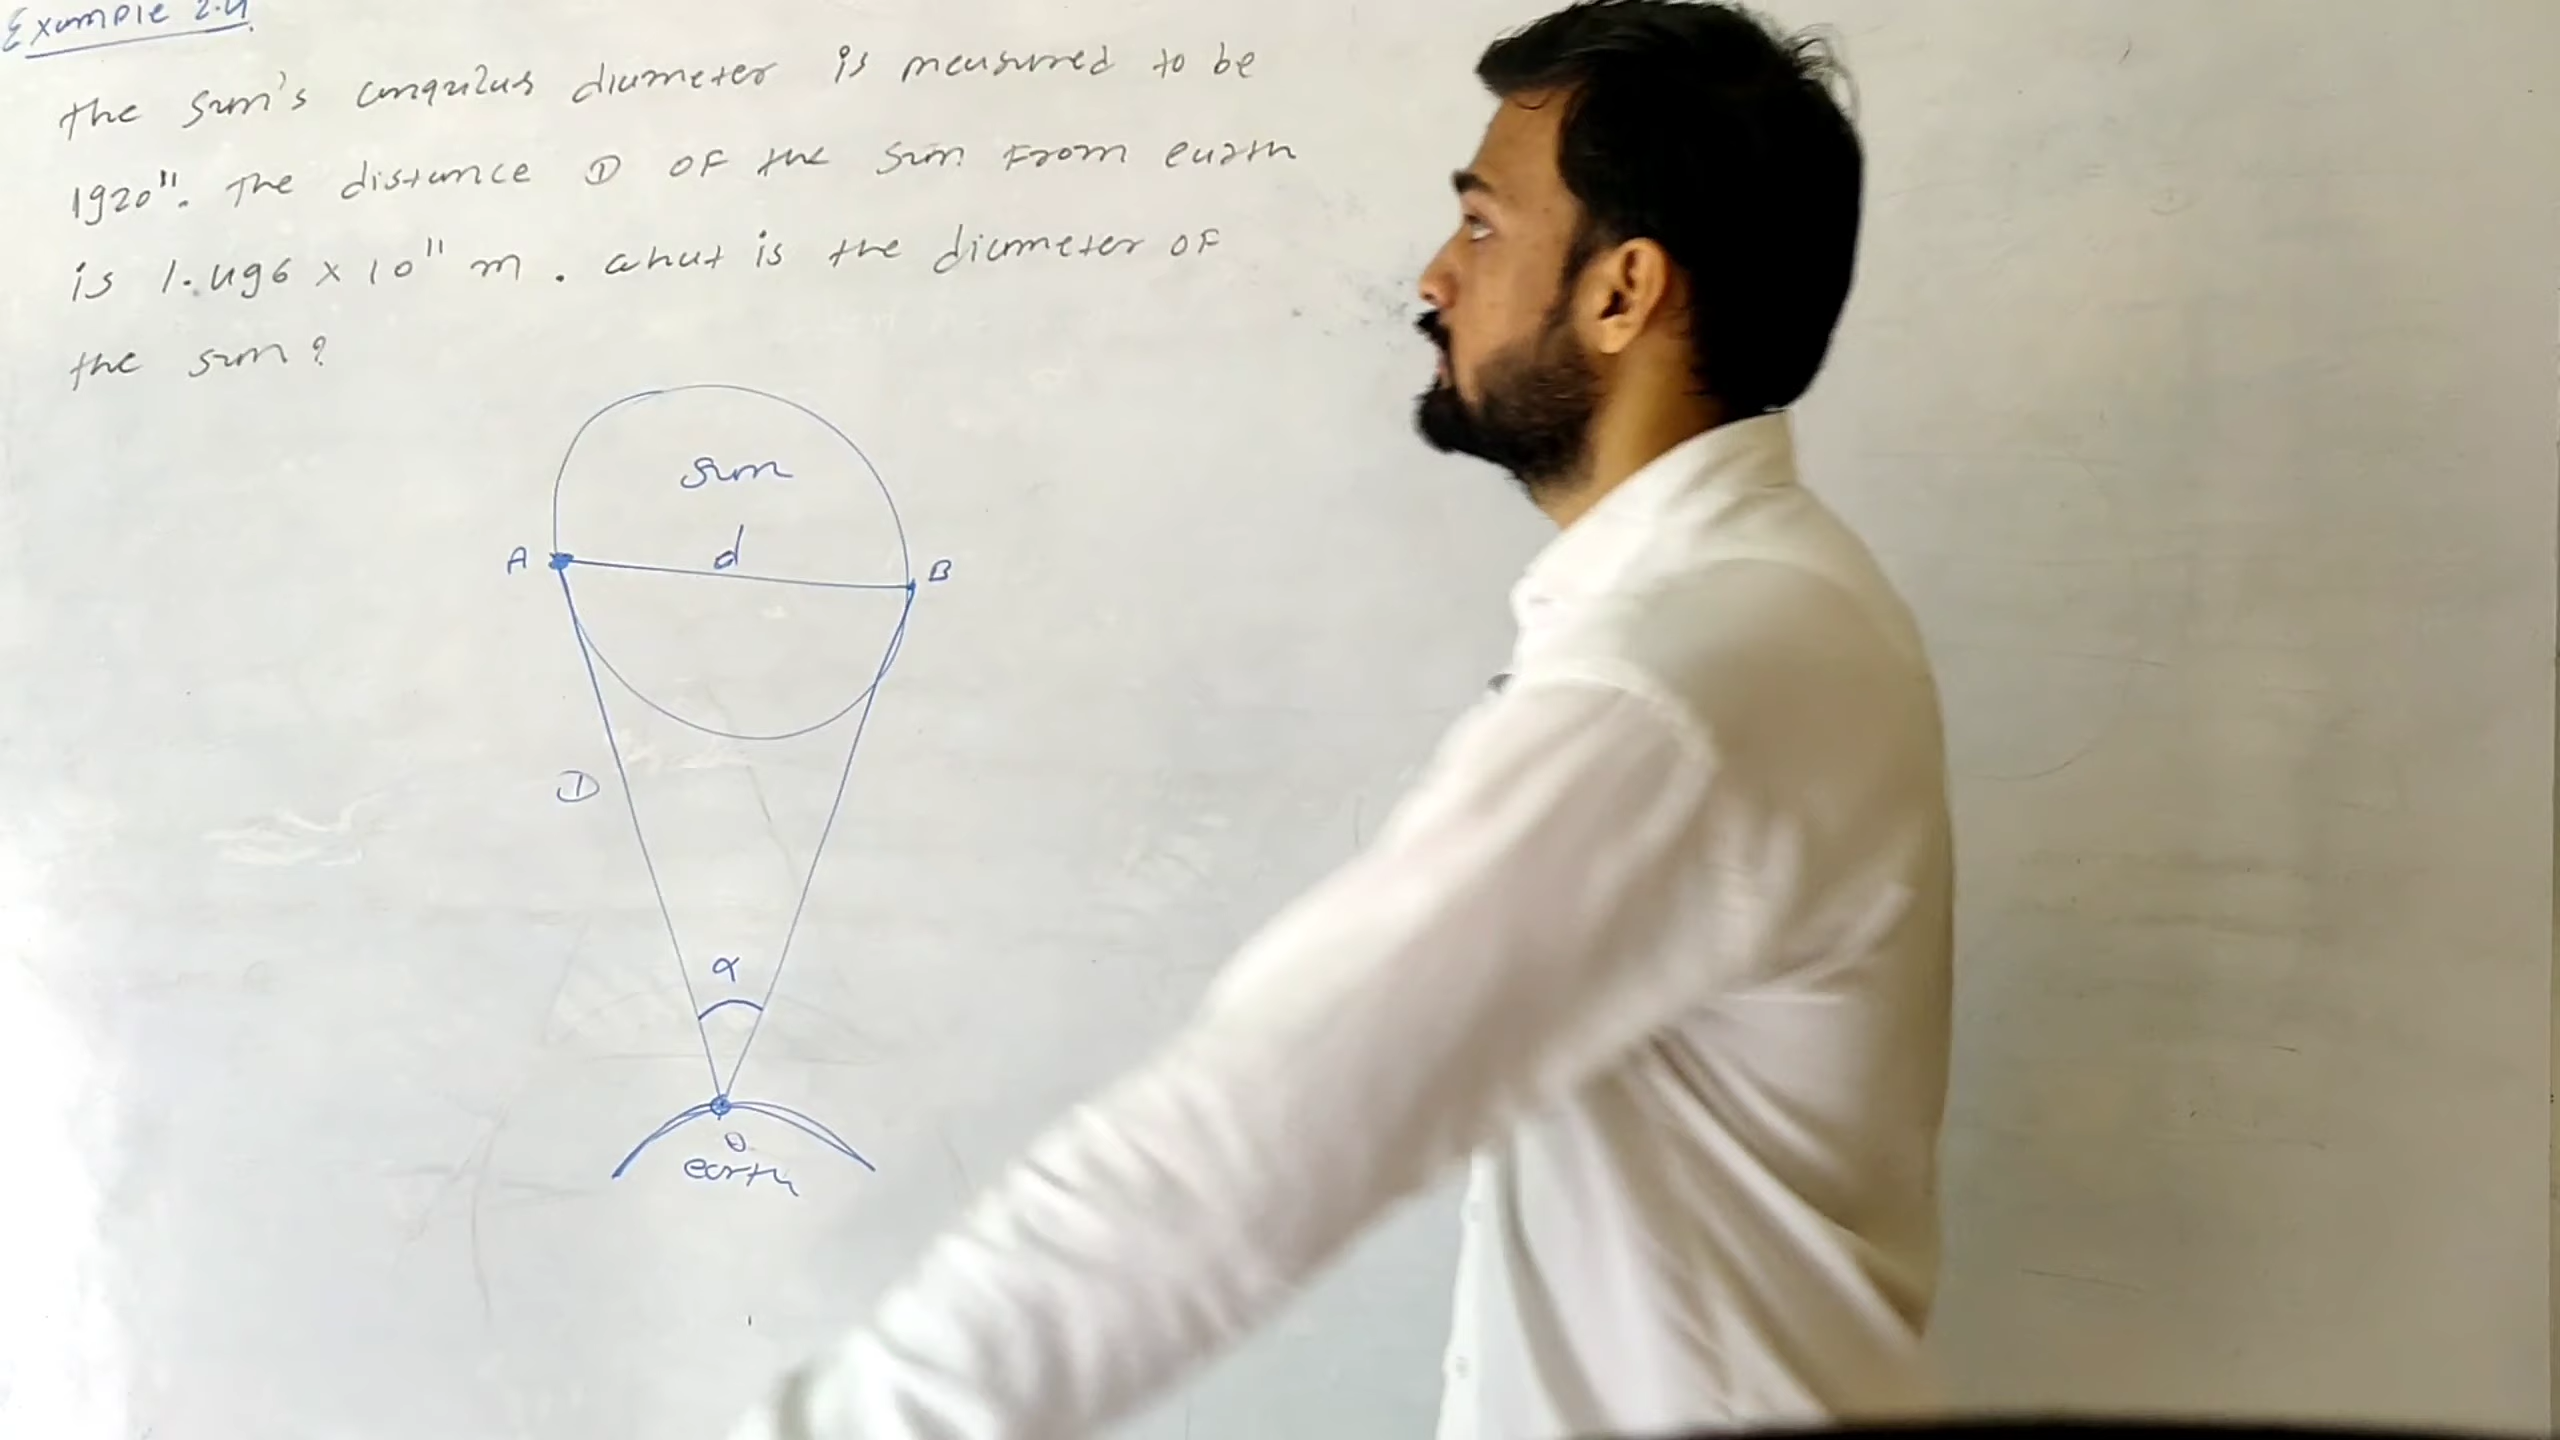 Example 2.4
the sun's angular diameter is measured to be
1920". The distance D of the sun from earth
is 1.496 x 10¹¹ m. what is the diameter of
the sun?
sun
A d B
D
α
O
earth